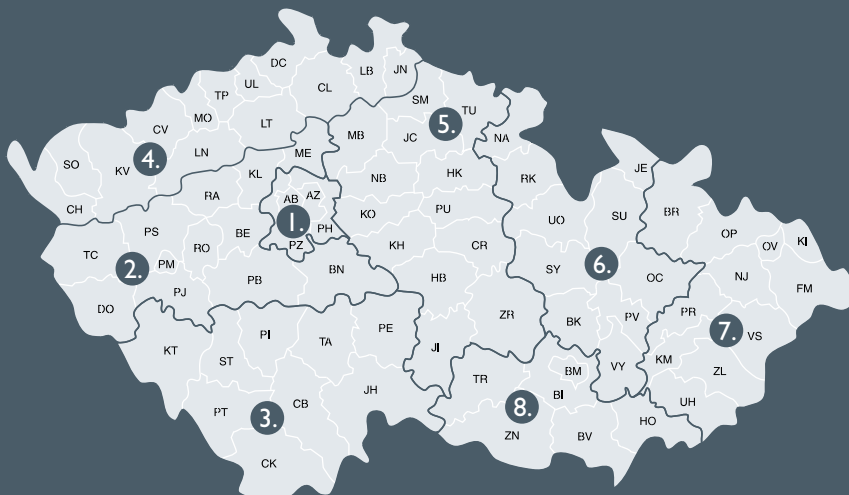 DC
LB
JN
UL
CL
TP
SM
TU
MO
LT
CV
MB
JC
5.
NA
4.
LN
ME
SO
KV
KL
NB
HK
RK
JE
RA
AB
AZ
CH
KO
PU
BR
PS
1.
PH
UO
SU
OP
BE
RO
PZ
KH
CR
OV
KI
TC
2.
PM
BN
SY
6.
OC
NJ
PB
HB
FM
PJ
DO
ZR
BK
PV
PR
7.
VS
KT
PI
TA
PE
JI
ST
KM
TR
BM
VY
ZL
JH
BI
PT
3.
CB
8.
UH
ZN
BV
HO
CK